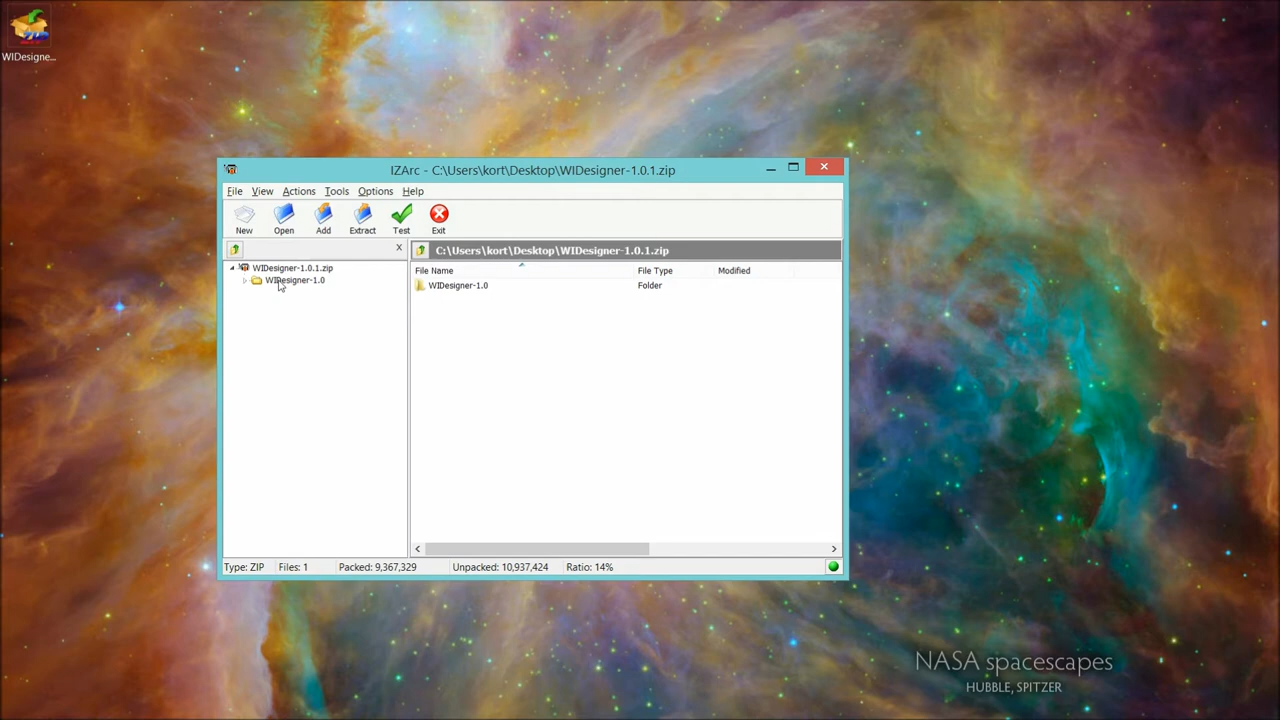 WIDesigne...
IZArc - C:\Users\kort\Desktop\WIDesigner-1.0.1.zip
File View Actions Tools Options Help
New Open Add Extract Test Exit
X C:\Users\kort\Desktop\WIDesigner-1.0.1.zip
WIDesigner-1.0.1.zip
WIDesigner-1.0
File Name File Type Modified
WIDesigner-1.0 Folder
Type: ZIP Files: 1 Packed: 9,367,329 Unpacked: 10,937,424 Ratio: 14%
NASA spacescapes
HUBBLE, SPITZER